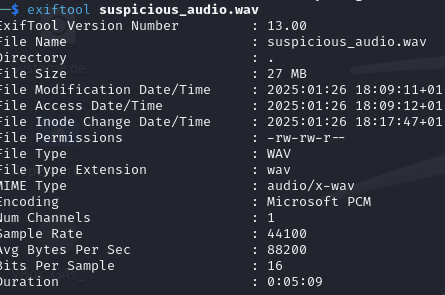 ─$ exiftool suspicious_audio.wav
ExifTool Version Number : 13.00
File Name : suspicious_audio.wav
Directory : .
File Size : 27 MB
File Modification Date/Time : 2025:01:26 18:09:11+01
File Access Date/Time : 2025:01:26 18:09:12+01
File Inode Change Date/Time : 2025:01:26 18:17:47+01
File Permissions : -rw-rw-r--
File Type : WAV
File Type Extension : wav
MIME Type : audio/x-wav
Encoding : Microsoft PCM
Num Channels : 1
Sample Rate : 44100
Avg Bytes Per Sec : 88200
Bits Per Sample : 16
Duration : 0:05:09